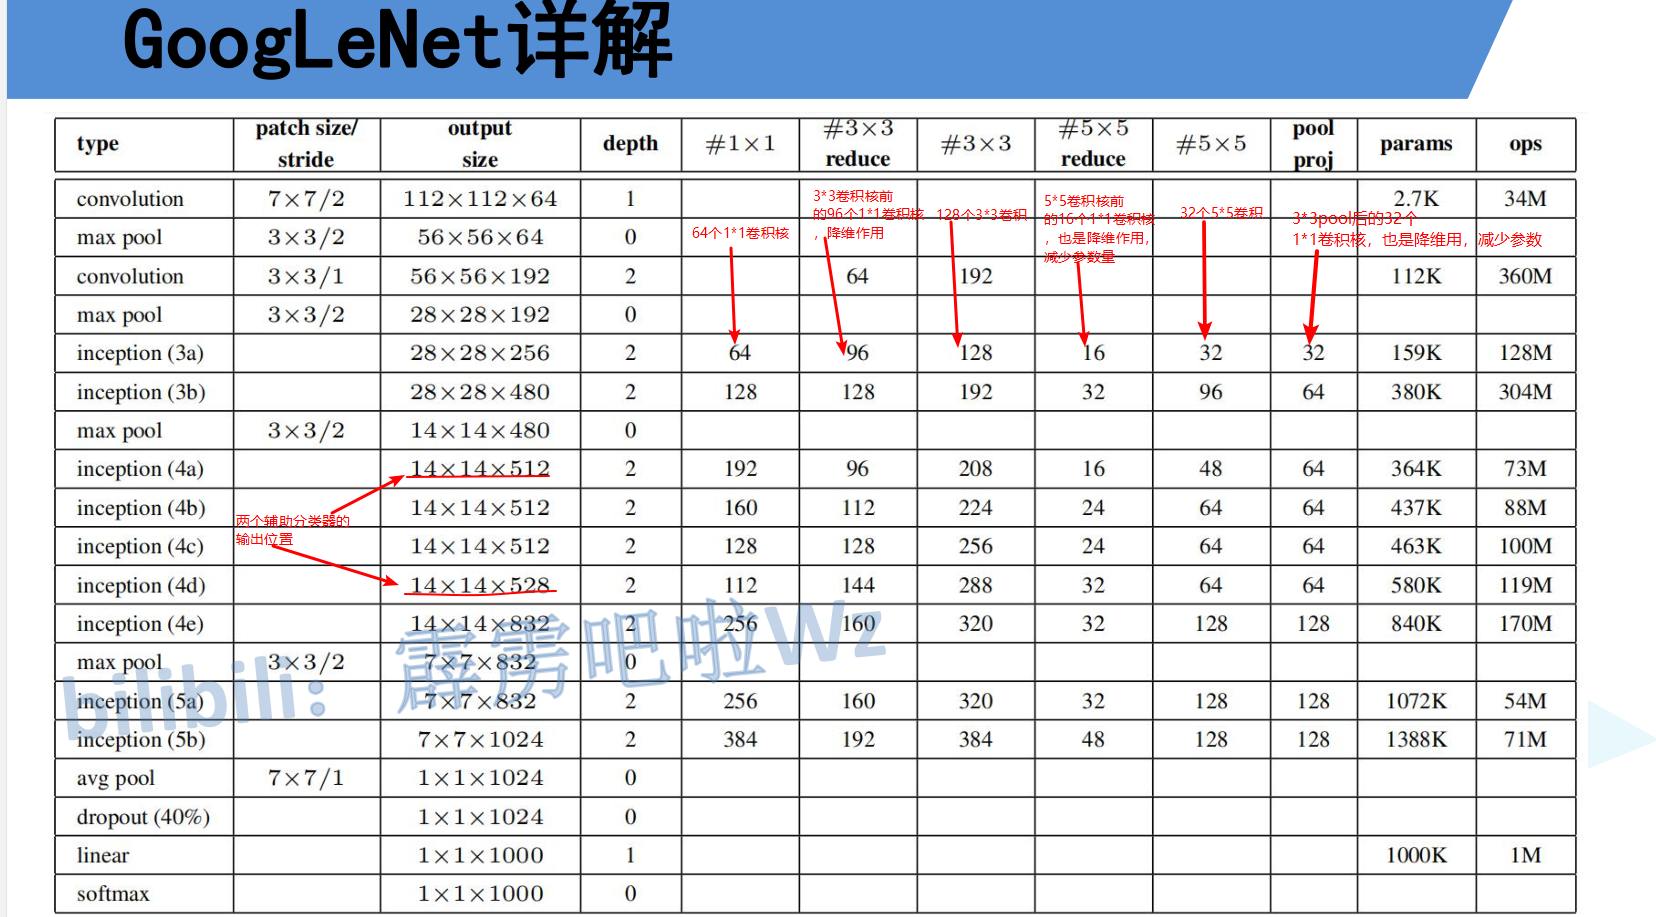 GoogLeNet详解
type patch size/ stride output size depth #1×1 #3×3 reduce #3×3 #5×5 reduce #5×5 pool proj params ops
convolution 7×7/2 112×112×64 1 2.7K 34M
3*3卷积核前
的96个1*1卷积核
，降维作用
128个3*3卷积
5*5卷积核前
的16个1*1卷积核
，也是降维作用，
减少参数量
32个5*5卷积
3*3pool后的32个
1*1卷积核，也是降维用，减少参数
64个1*1卷积核
max pool 3×3/2 56×56×64 0
convolution 3×3/1 56×56×192 2 64 192 112K 360M
max pool 3×3/2 28×28×192 0
inception (3a) 28×28×256 2 64 96 128 16 32 32 159K 128M
inception (3b) 28×28×480 2 128 128 192 32 96 64 380K 304M
max pool 3×3/2 14×14×480 0
inception (4a) 14×14×512 2 192 96 208 16 48 64 364K 73M
inception (4b) 14×14×512 2 160 112 224 24 64 64 437K 88M
两个辅助分类器的
输出位置
inception (4c) 14×14×512 2 128 128 256 24 64 64 463K 100M
inception (4d) 14×14×528 2 112 144 288 32 64 64 580K 119M
inception (4e) 14×14×832 2 256 160 320 32 128 128 840K 170M
max pool 3×3/2 7×7×832 0
bilibili：霹雳吧啦Wz
inception (5a) 7×7×832 2 256 160 320 32 128 128 1072K 54M
inception (5b) 7×7×1024 2 384 192 384 48 128 128 1388K 71M
avg pool 7×7/1 1×1×1024 0
dropout (40%) 1×1×1024 0
linear 1×1×1000 1 1000K 1M
softmax 1×1×1000 0